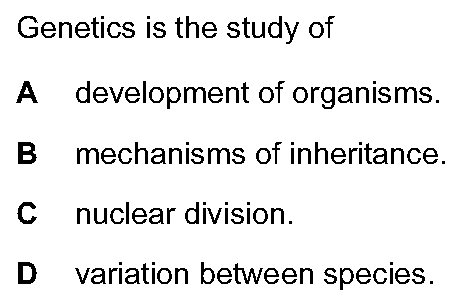 Genetics is the study of
A development of organisms.
B mechanisms of inheritance.
C nuclear division.
D variation between species.